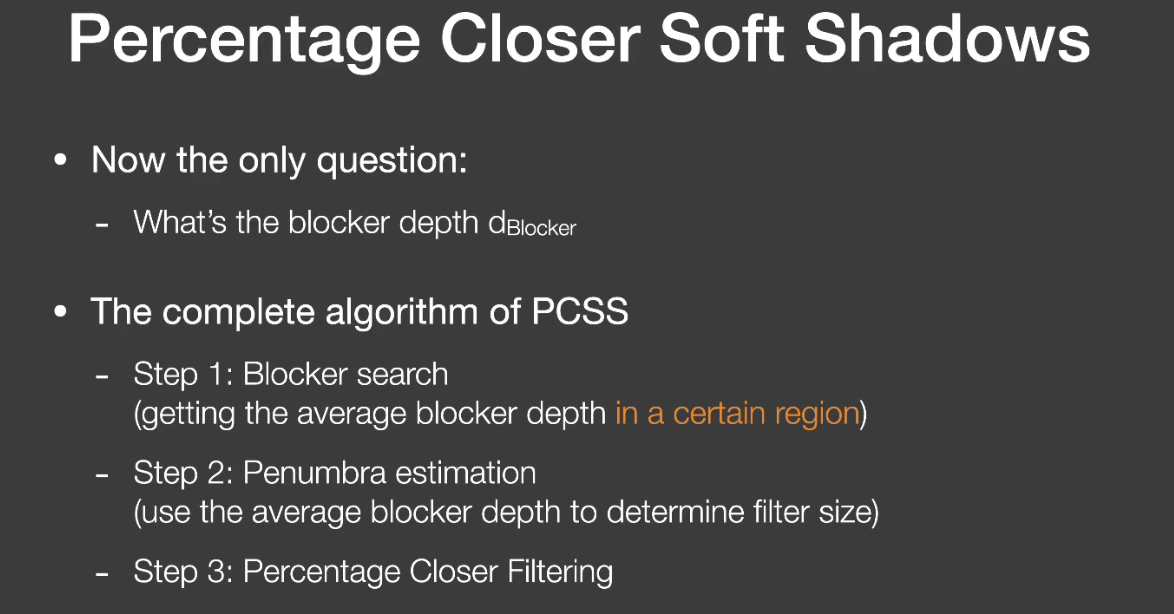 Percentage Closer Soft Shadows
• Now the only question:
- What's the blocker depth dBlocker
• The complete algorithm of PCSS
- Step 1: Blocker search
(getting the average blocker depth in a certain region)
- Step 2: Penumbra estimation
(use the average blocker depth to determine filter size)
- Step 3: Percentage Closer Filtering